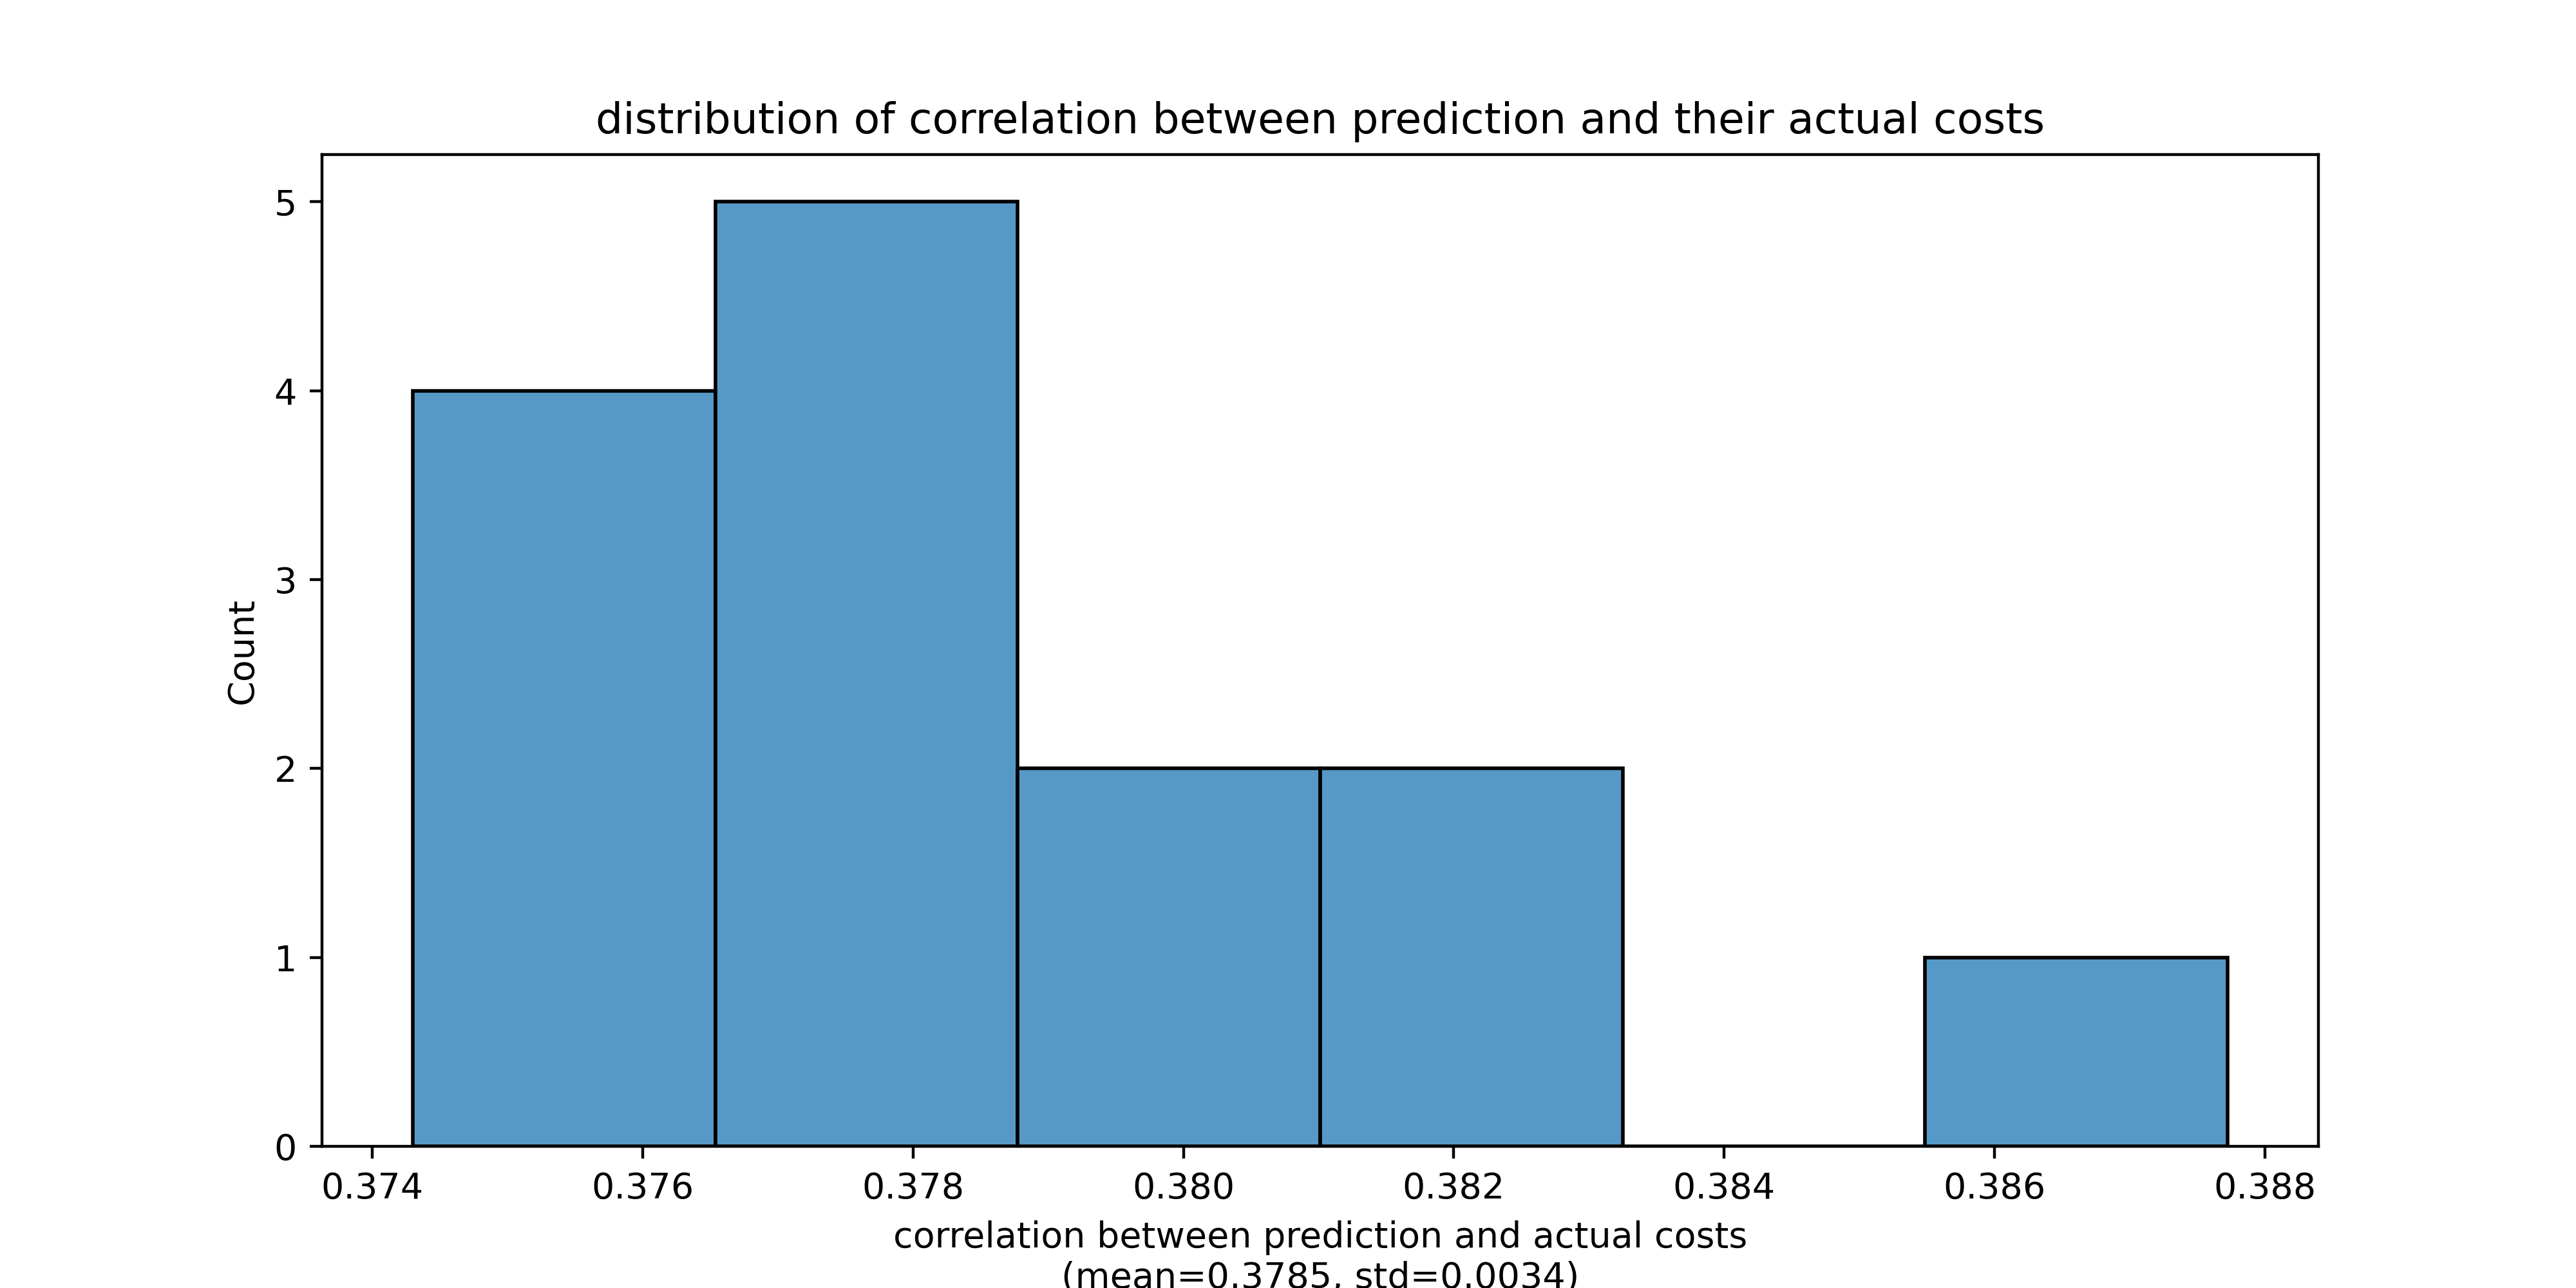 distribution of correlation between prediction and their actual costs
5
4
3
2
1
0
Count
0.374 0.376 0.378 0.380 0.382 0.384 0.386 0.388
correlation between prediction and actual costs
(mean=0.3785, std=0.0034)